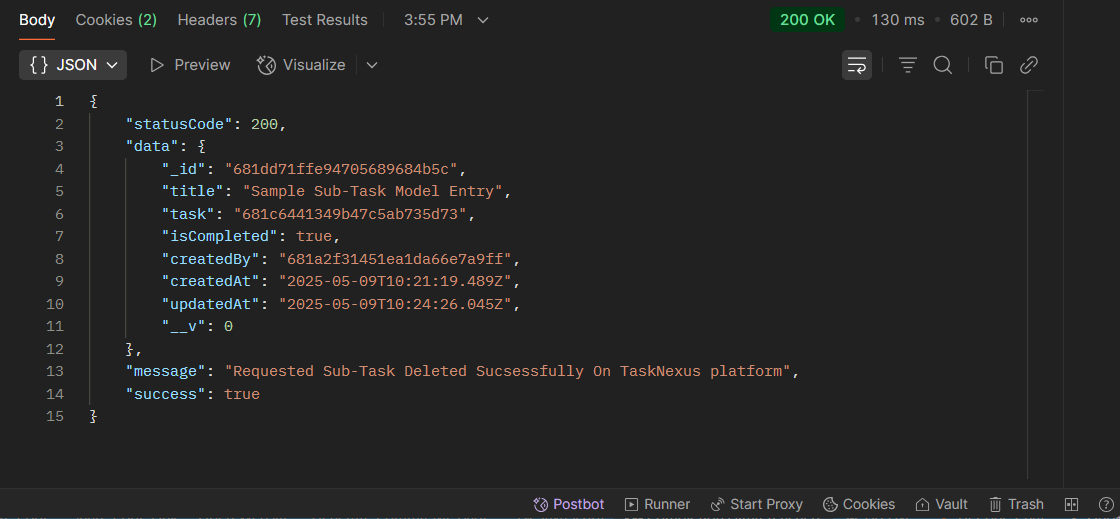 Body Cookies (2) Headers (7) Test Results 3:55 PM 200 OK • 130 ms • 602 B
{} JSON Preview Visualize
1 {
2 "statusCode": 200,
3 "data": {
4 "_id": "681dd71ffe94705689684b5c",
5 "title": "Sample Sub-Task Model Entry",
6 "task": "681c6441349b47c5ab735d73",
7 "isCompleted": true,
8 "createdBy": "681a2f31451ea1da66e7a9ff",
9 "createdAt": "2025-05-09T10:21:19.489Z",
10 "updatedAt": "2025-05-09T10:24:26.045Z",
11 "__v": 0
12 },
13 "message": "Requested Sub-Task Deleted Sucsessfully On TaskNexus platform",
14 "success": true
15 }
Postbot Runner Start Proxy Cookies Vault Trash